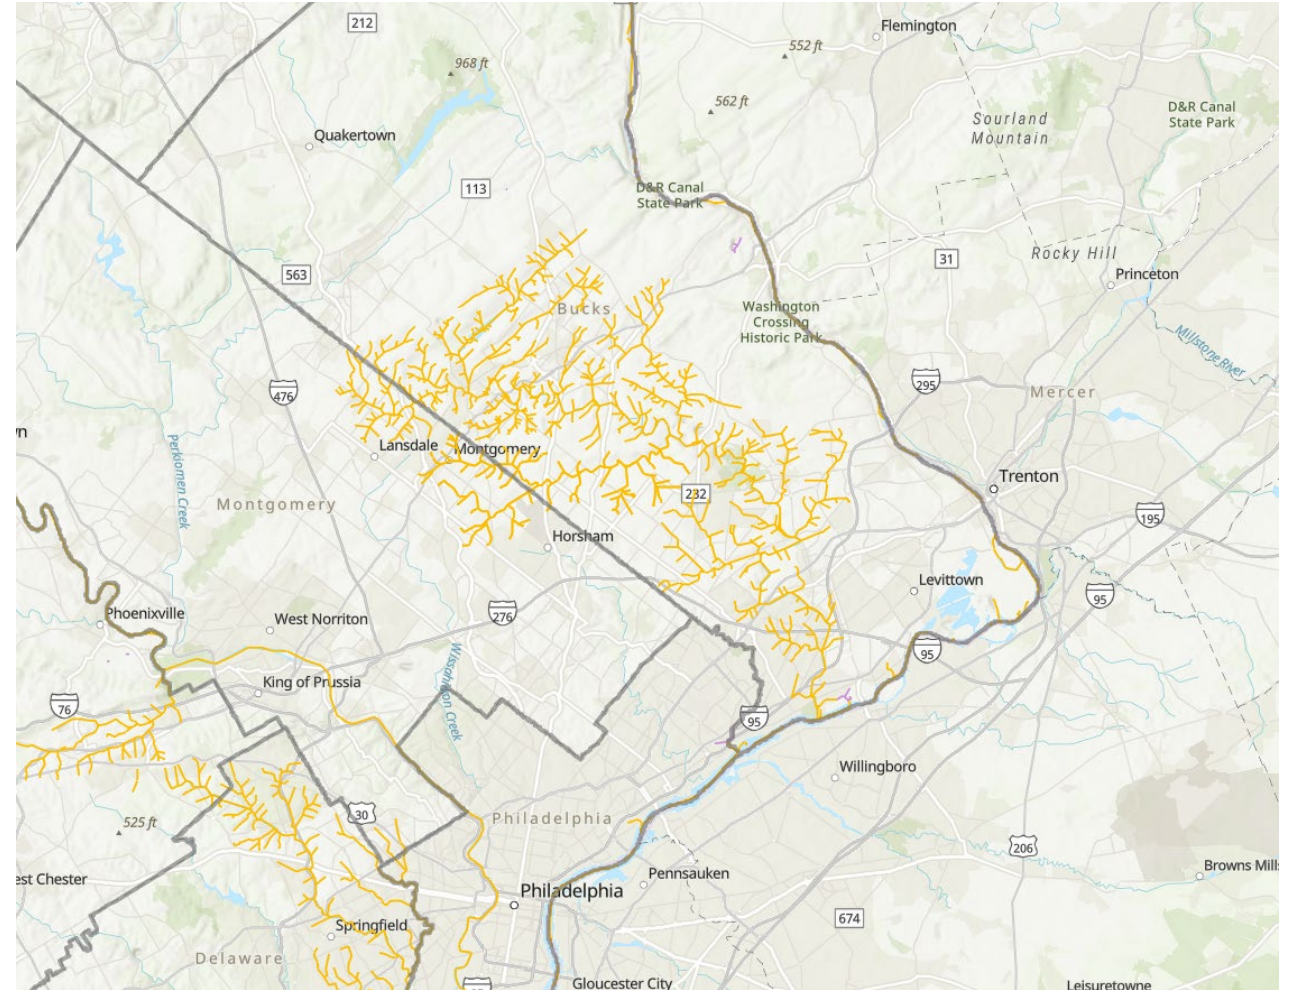 212
Flemington
552 ft
968 ft
562 ft
D&R Canal
State Park
Sourland
Mountain
Quakertown
113
D&R Canal
State Park
Rocky Hill
31
563
Princeton
Bucks
Washington
Crossing
Historic Park
Millstone River
295
476
Mercer
Lansdale
Montgomery
Perkiomen Creek
Trenton
232
Montgomery
195
Horsham
Levittown
95
Phoenixville
276
West Norriton
95
Wissahickon Creek
King of Prussia
76
95
Willingboro
30
Philadelphia
525 ft
206
Browns Mill
est Chester
Pennsauken
Philadelphia
674
Springfield
Delaware
Gloucester City
Leisuretowne